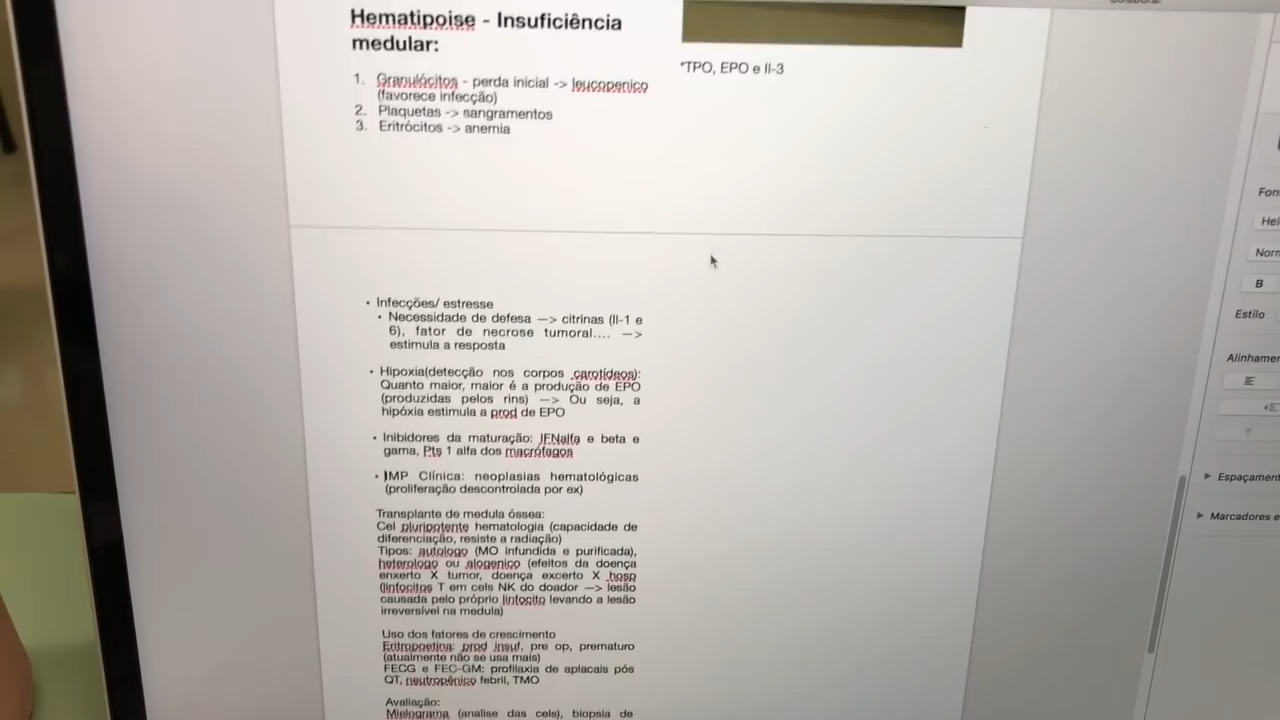 Hematipoise - Insuficiência
medular:
1. Granulócitos - perda inicial -> leucopenico
(favorece infecção)
2. Plaquetas -> sangramentos
3. Eritrócitos -> anemia
*TPO, EPO e Il-3
• Infecções/ estresse
• Necessidade de defesa —> citrinas (Il-1 e
6), fator de necrose tumoral.... —>
estimula a resposta
• Hipoxia(detecção nos corpos carotídeos):
Quanto maior, maior é a produção de EPO
(produzidas pelos rins) —> Ou seja, a
hipóxia estimula a prod de EPO
• Inibidores da maturação: IFNalfa e beta e
gama, Pts 1 alfa dos macrófagos
• IMP Clínica: neoplasias hematológicas
(proliferação descontrolada por ex)
Transplante de medula óssea:
Cel pluripotente hematologia (capacidade de
diferenciação, resiste a radiação)
Tipos: autologo (MO infundida e purificada),
heterologo ou alogenico (efeitos da doença
enxerto X tumor, doença excerto X hosp
(linfocitos T em cels NK do doador —> lesão
causada pelo próprio linfocito levando a lesão
irreversível na medula)
Uso dos fatores de crescimento
Eritropoetina: prod insuf, pre op, prematuro
(atualmente não se usa mais)
FECG e FEC-GM: profilaxia de aplacais pós
QT, neutropênico febril, TMO
Avaliação:
Mielograma (analise das cels), biopsia de
Fon
Hel
Norm
B
Estilo
Alinhamen
Espaçament
Marcadores e